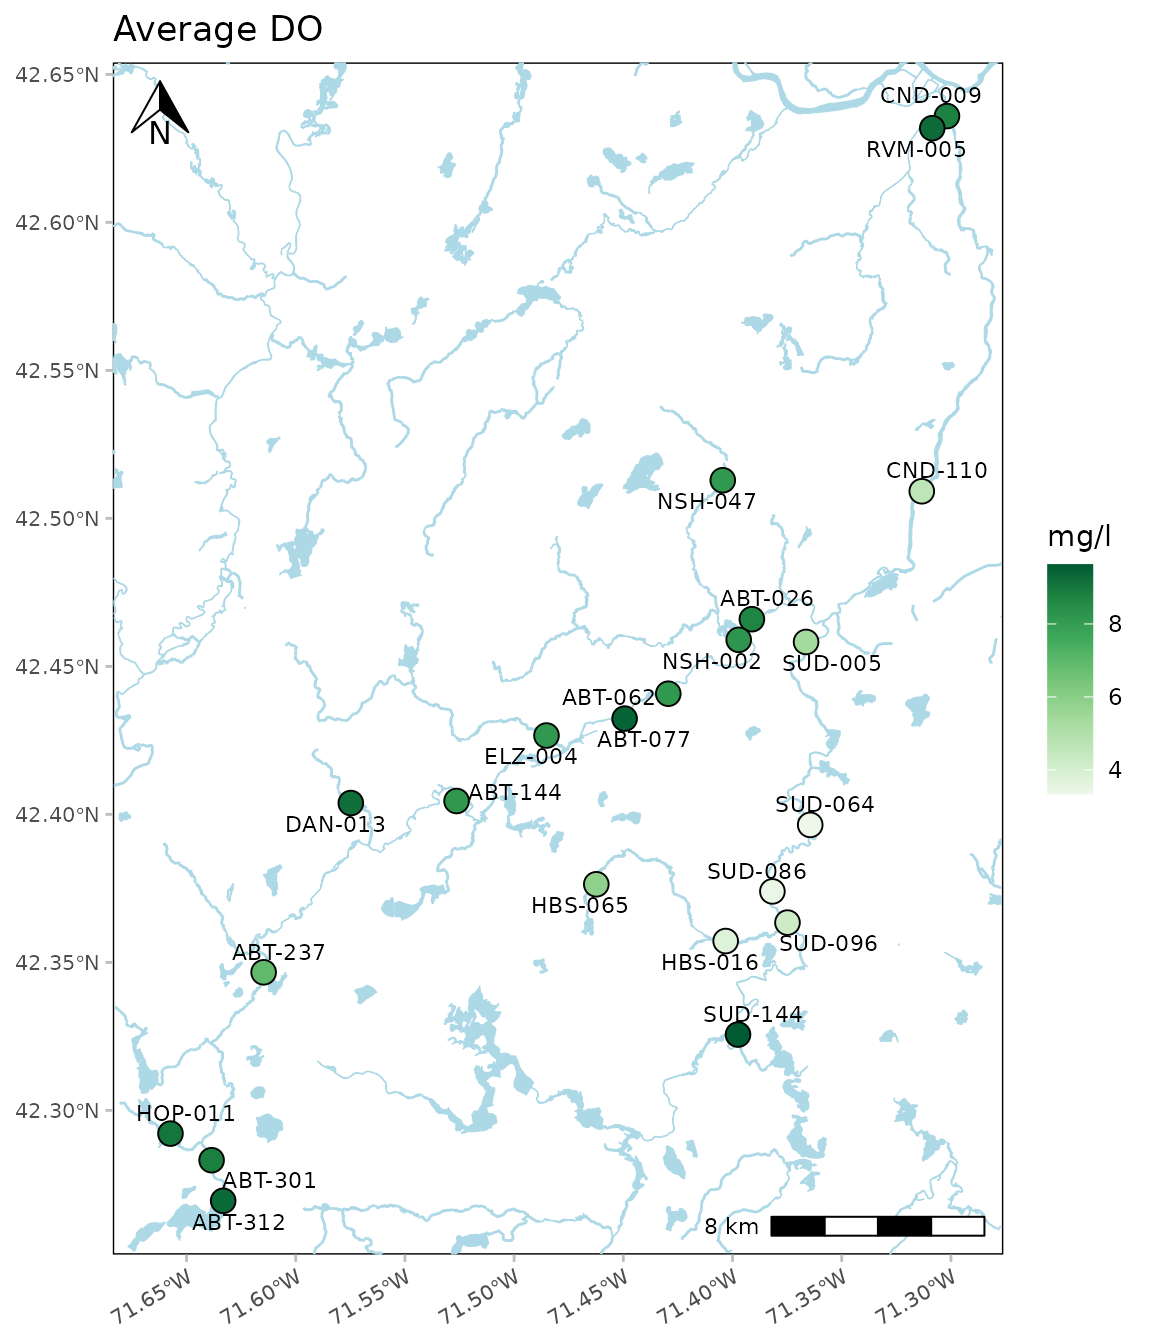 Average DO
42.65°N
42.60°N
42.55°N
42.50°N
42.45°N
42.40°N
42.35°N
42.30°N
N
CND-009
RVM-005
CND-110
NSH-047
ABT-026
NSH-002
SUD-005
ABT-062
ABT-077
ELZ-004
ABT-144
DAN-013
SUD-064
SUD-086
HBS-065
SUD-096
ABT-237
HBS-016
SUD-144
HOP-011
ABT-301
ABT-312
8 km
71.65°W
71.60°W
71.55°W
71.50°W
71.45°W
71.40°W
71.35°W
71.30°W
mg/l
8
6
4